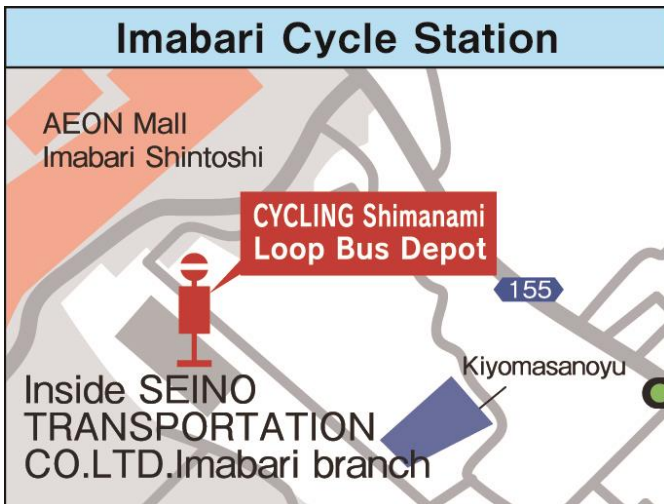 Imabari Cycle Station
AEON Mall
Imabari Shintoshi
CYCLING Shimanami
Loop Bus Depot
155
Kiyomasanoyu
Inside SEINO
TRANSPORTATION
CO.LTD.Imabari branch